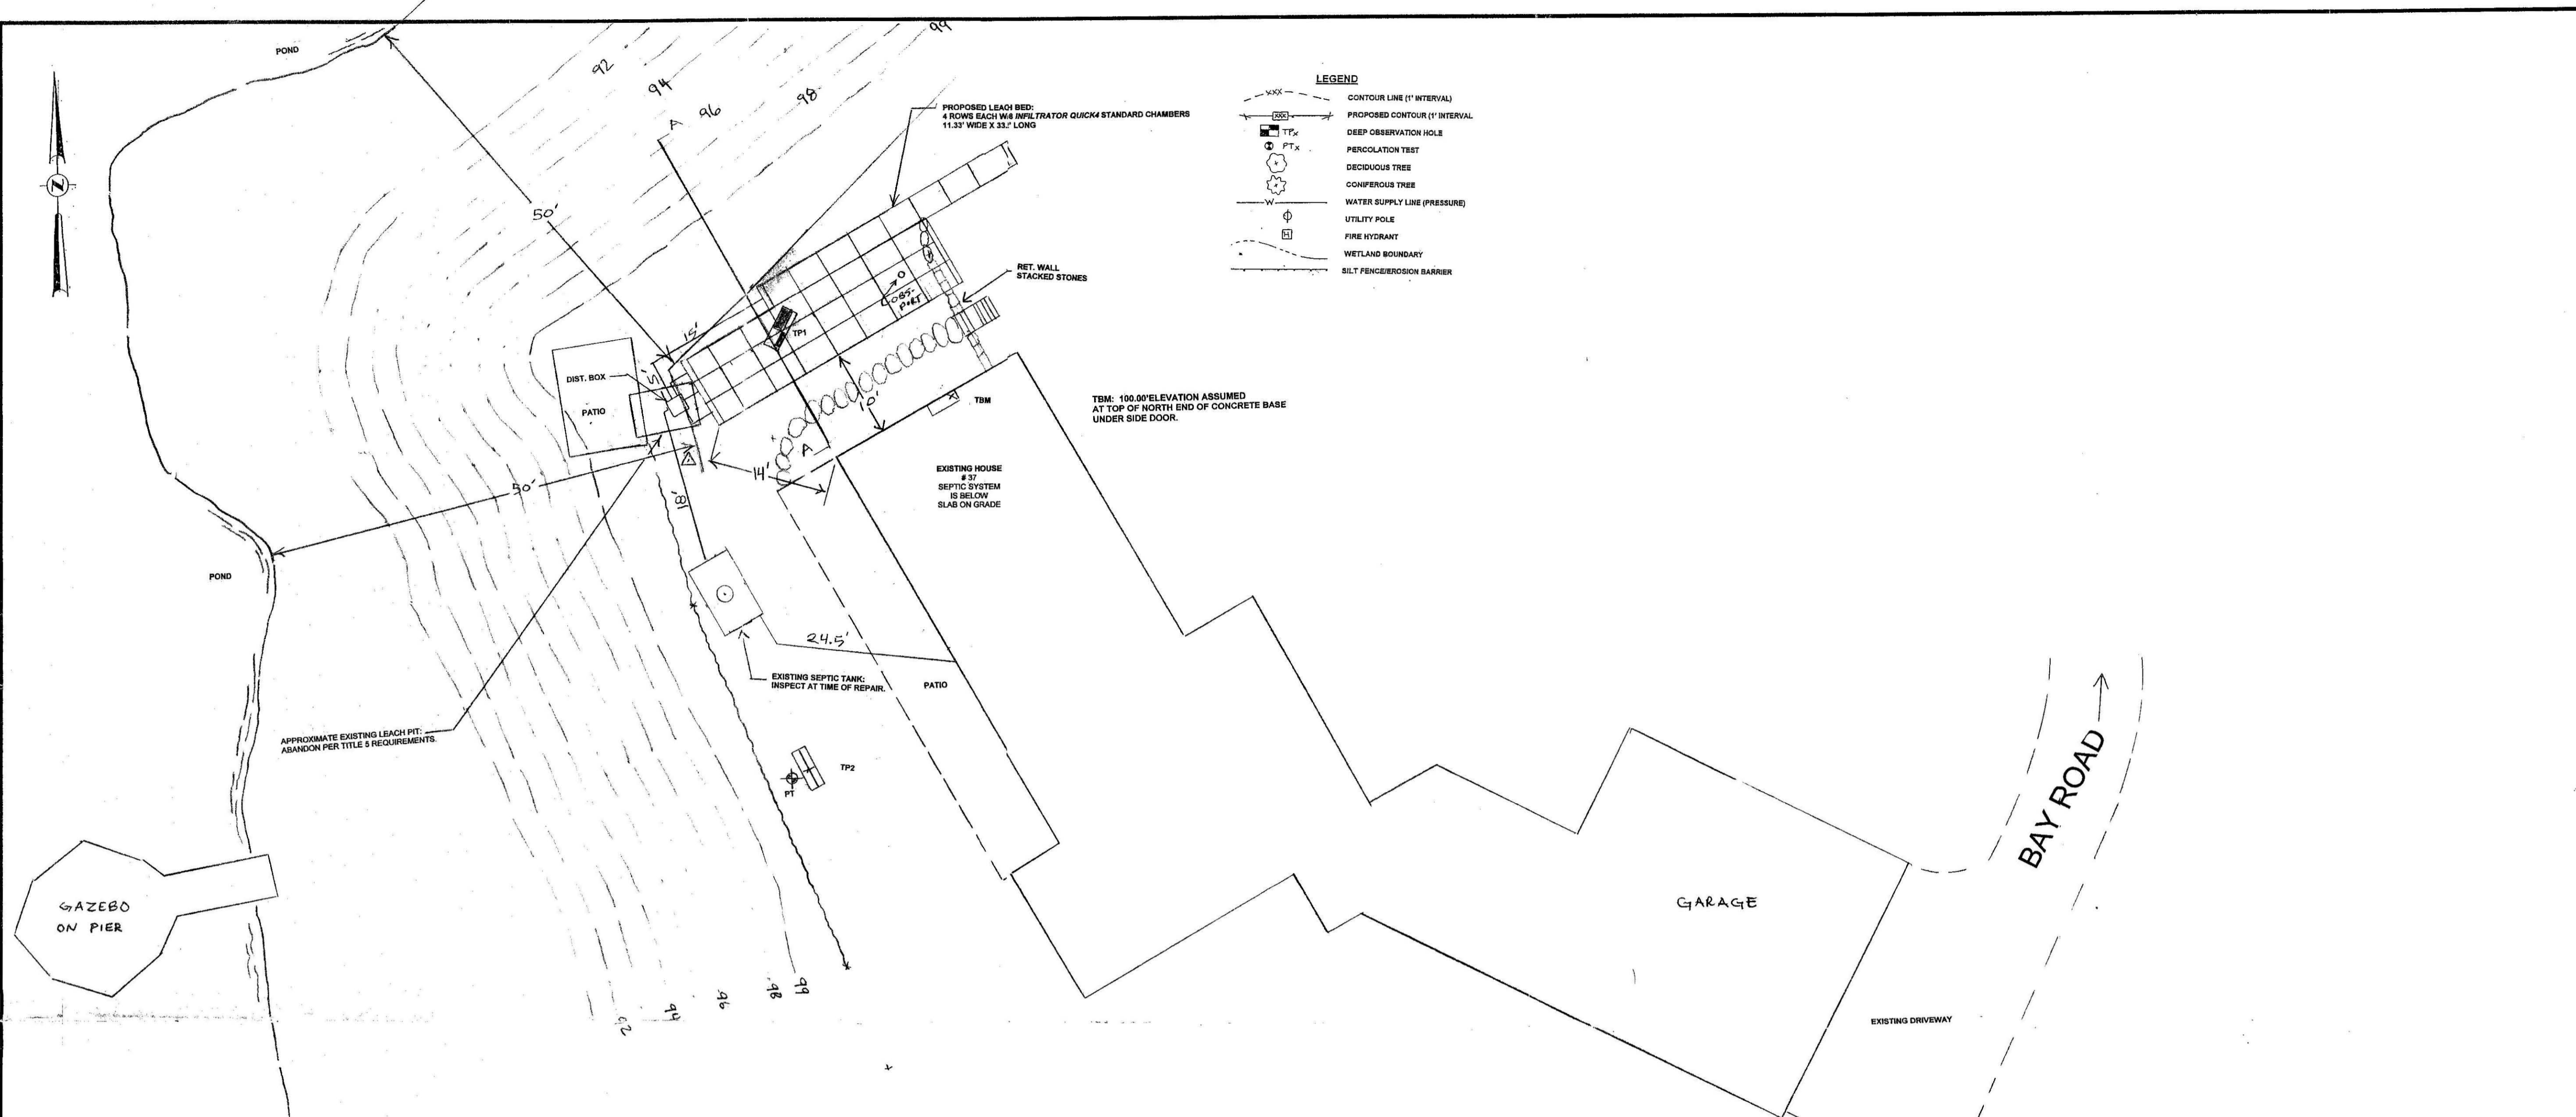 POND
92
94
96
98
99
A
PROPOSED LEACH BED:
4 ROWS EACH W/8 INFILTRATOR QUICK4 STANDARD CHAMBERS
11.33' WIDE X 33.' LONG
LEGEND
XXX
CONTOUR LINE (1' INTERVAL)
XXX
PROPOSED CONTOUR (1' INTERVAL
TPx
DEEP OBSERVATION HOLE
PTx
PERCOLATION TEST
DECIDUOUS TREE
CONIFEROUS TREE
W
WATER SUPPLY LINE (PRESSURE)
UTILITY POLE
H
FIRE HYDRANT
WETLAND BOUNDARY
SILT FENCE/EROSION BARRIER
Z
50'
RET. WALL
STACKED STONES
OBS.
PORT
TP1
15'
5'
DIST. BOX
PATIO
10'
TBM
TBM: 100.00'ELEVATION ASSUMED
AT TOP OF NORTH END OF CONCRETE BASE
UNDER SIDE DOOR.
A
14'
50'
18'
EXISTING HOUSE
# 37
SEPTIC SYSTEM
IS BELOW
SLAB ON GRADE
POND
24.5'
EXISTING SEPTIC TANK:
INSPECT AT TIME OF REPAIR.
PATIO
APPROXIMATE EXISTING LEACH PIT:
ABANDON PER TITLE 5 REQUIREMENTS.
TP2
PT
BAY ROAD
GAZEBO
ON PIER
GARAGE
92
94
96
98
99
EXISTING DRIVEWAY